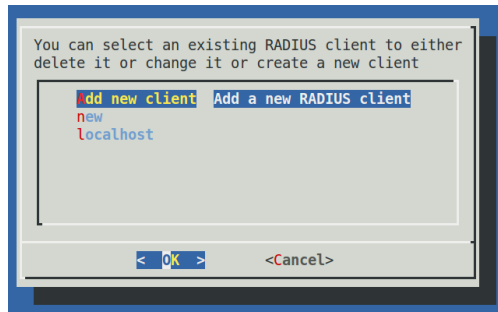 You can select an existing RADIUS client to either
delete it or change it or create a new client
Add new client  Add a new RADIUS client
new
localhost
<  OK  >  <Cancel>